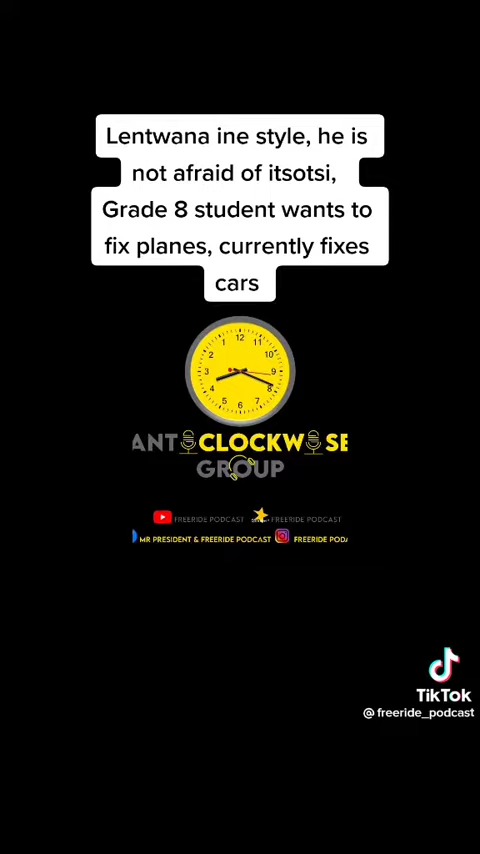 Lentwana ine style, he is
not afraid of itsotsi,
Grade 8 student wants to
fix planes, currently fixes
cars
12
1 11
2 10
3 9
4 8
5 7
6
ANTICLOCKWISE
GROUP
FREERIDE PODCAST FREERIDE PODCAST
MR PRESIDENT & FREERIDE PODCAST FREERIDE PODA
TikTok
@freeride_podcast